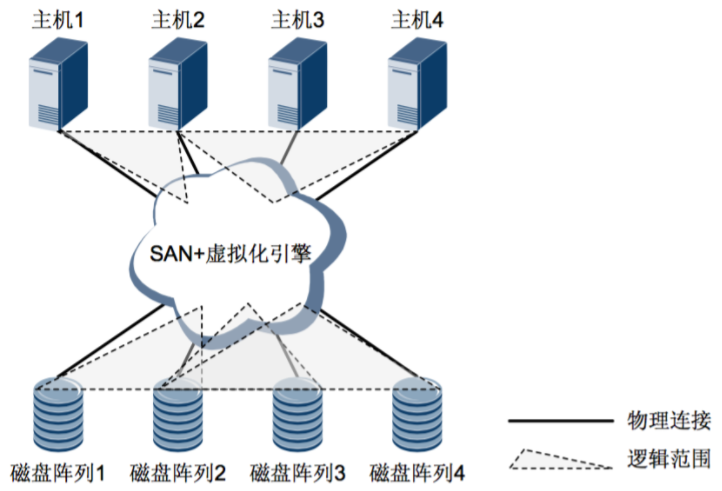 主机1 主机2 主机3 主机4
SAN+虚拟化引擎
磁盘阵列1 磁盘阵列2 磁盘阵列3 磁盘阵列4
物理连接
逻辑范围